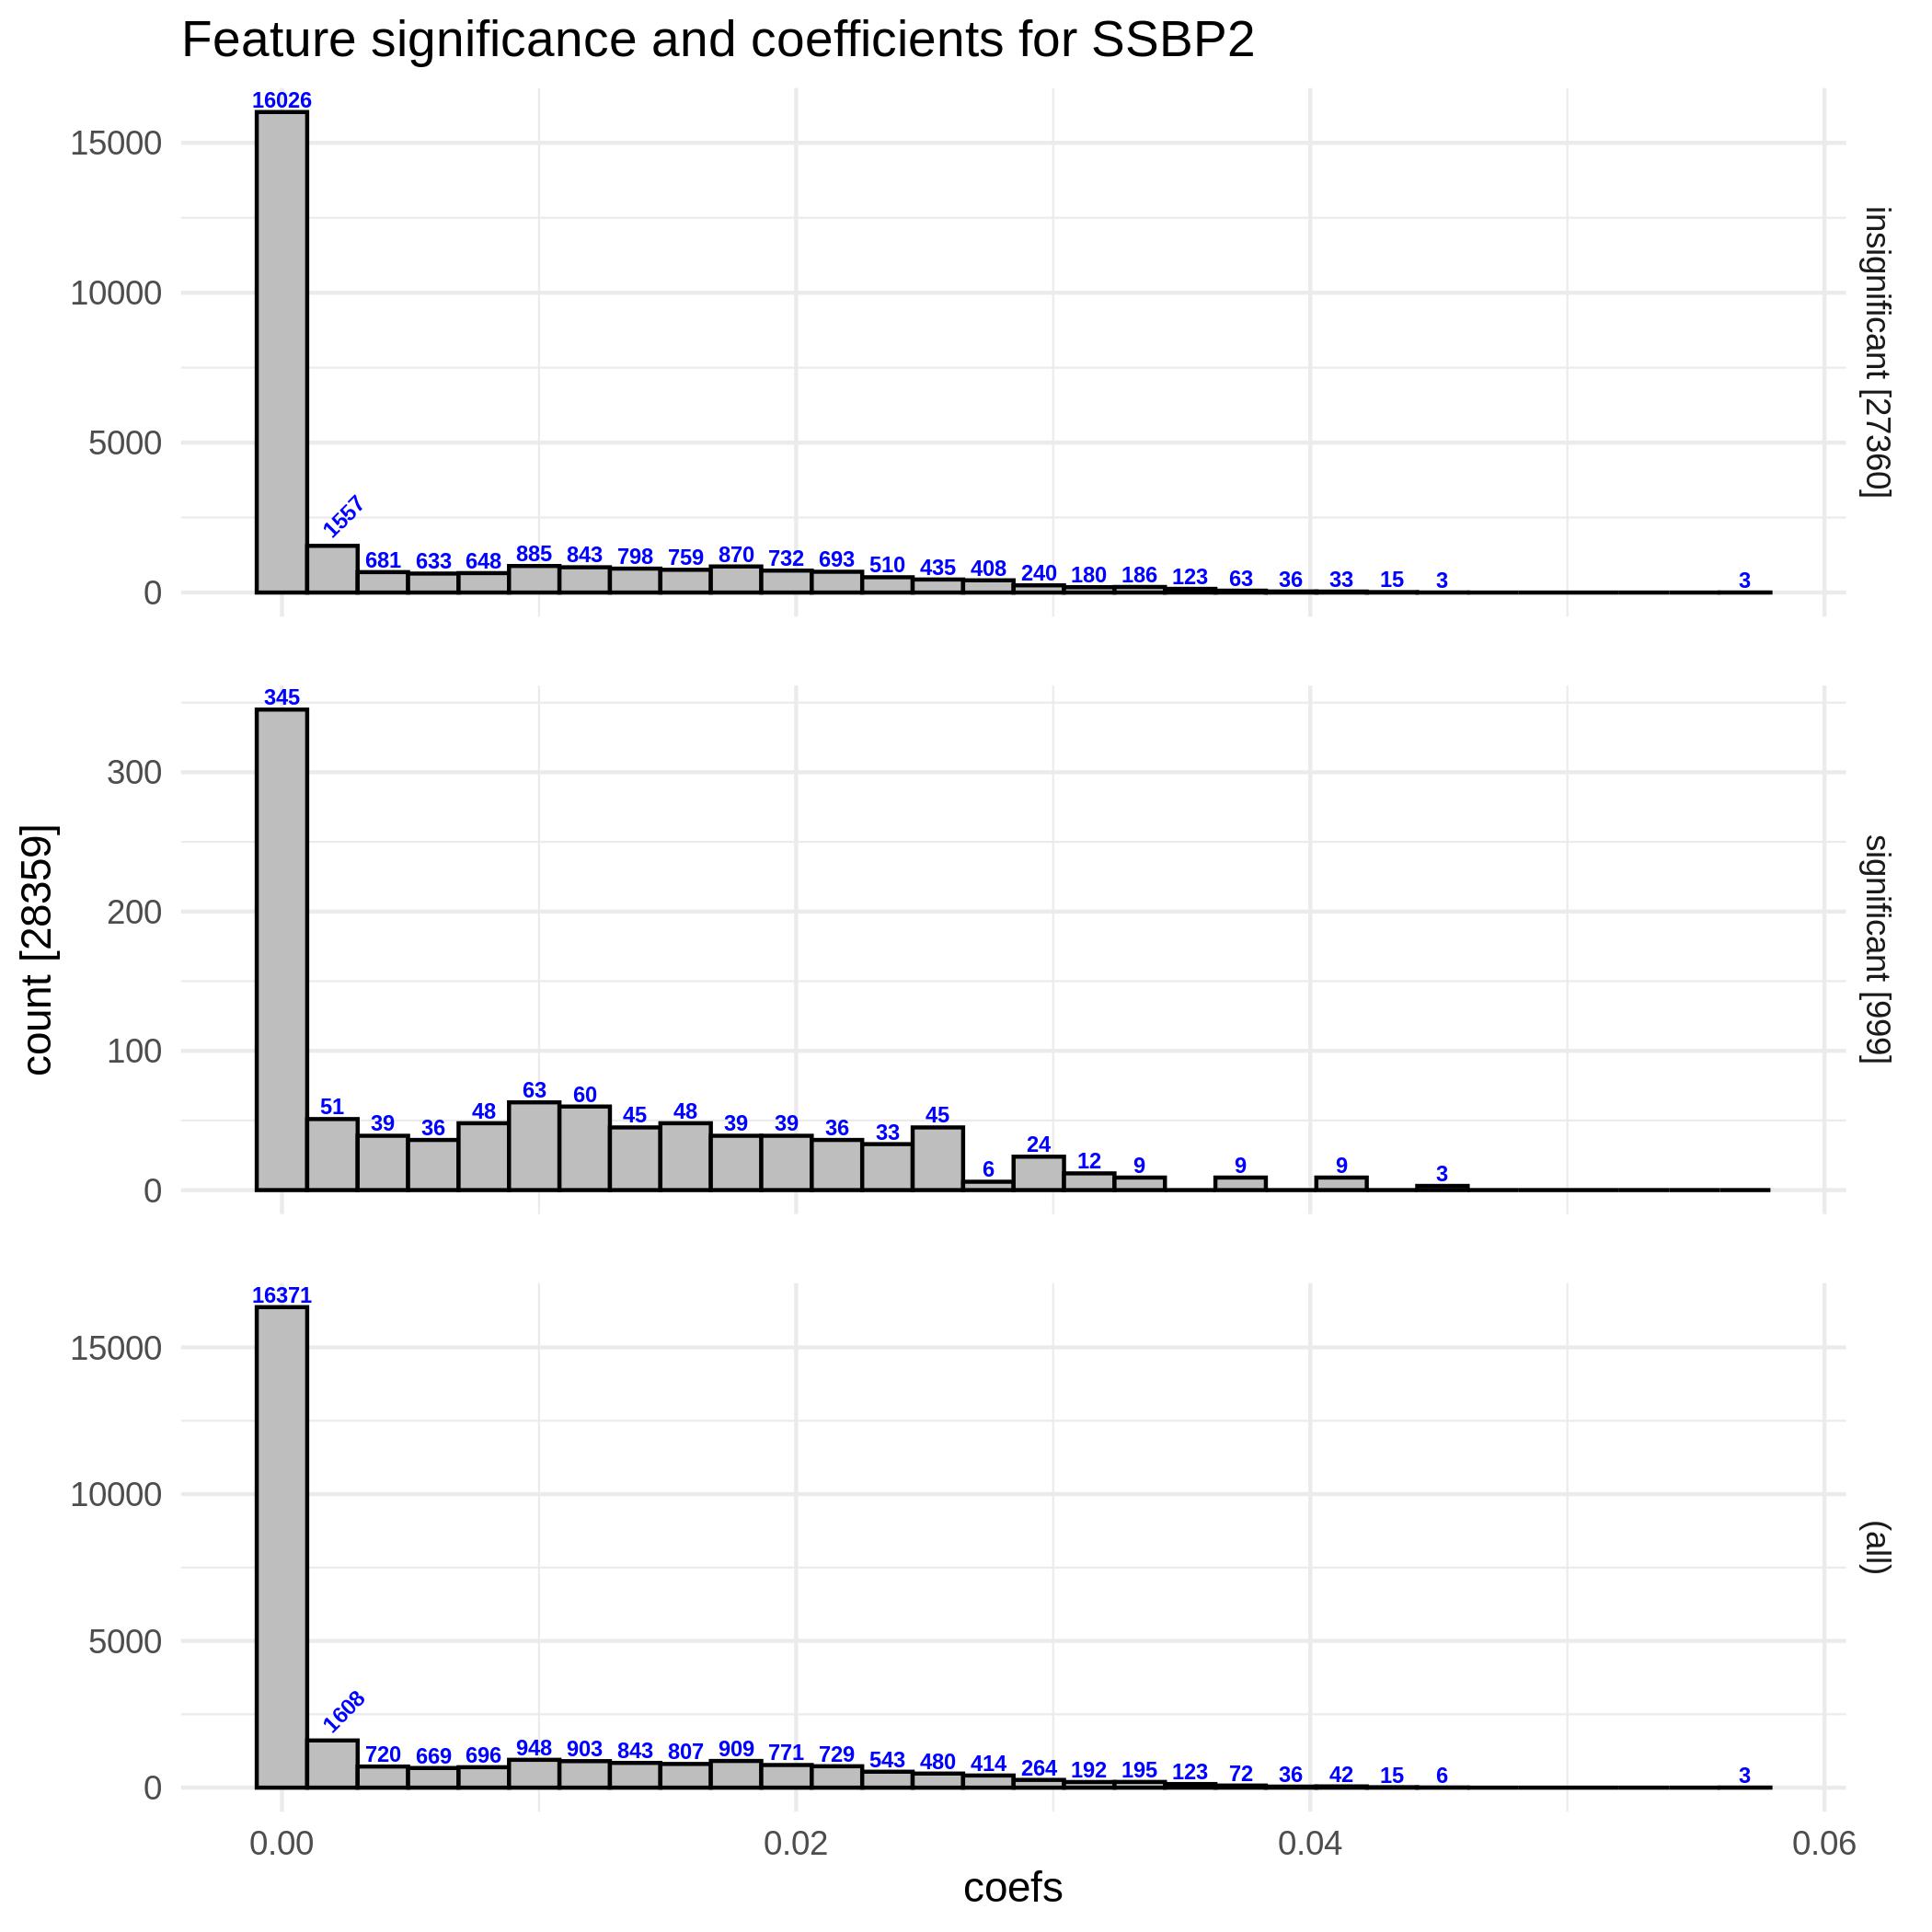 Feature significance and coefficients for SSBP2
16026
15000
10000
5000
0
1557
681 633 648 885 843 798 759 870 732 693 510 435 408 240 180 186 123 63 36 33 15 3 3
insignificant [27360]
345
300
200
100
0
51 39 36 48 63 60 45 48 39 39 36 33 45 6 24 12 9 9 9 3
significant [999]
count [28359]
16371
15000
10000
5000
0
1608
720 669 696 948 903 843 807 909 771 729 543 480 414 264 192 195 123 72 36 42 15 6 3
(all)
0.00 0.02 0.04 0.06
coefs